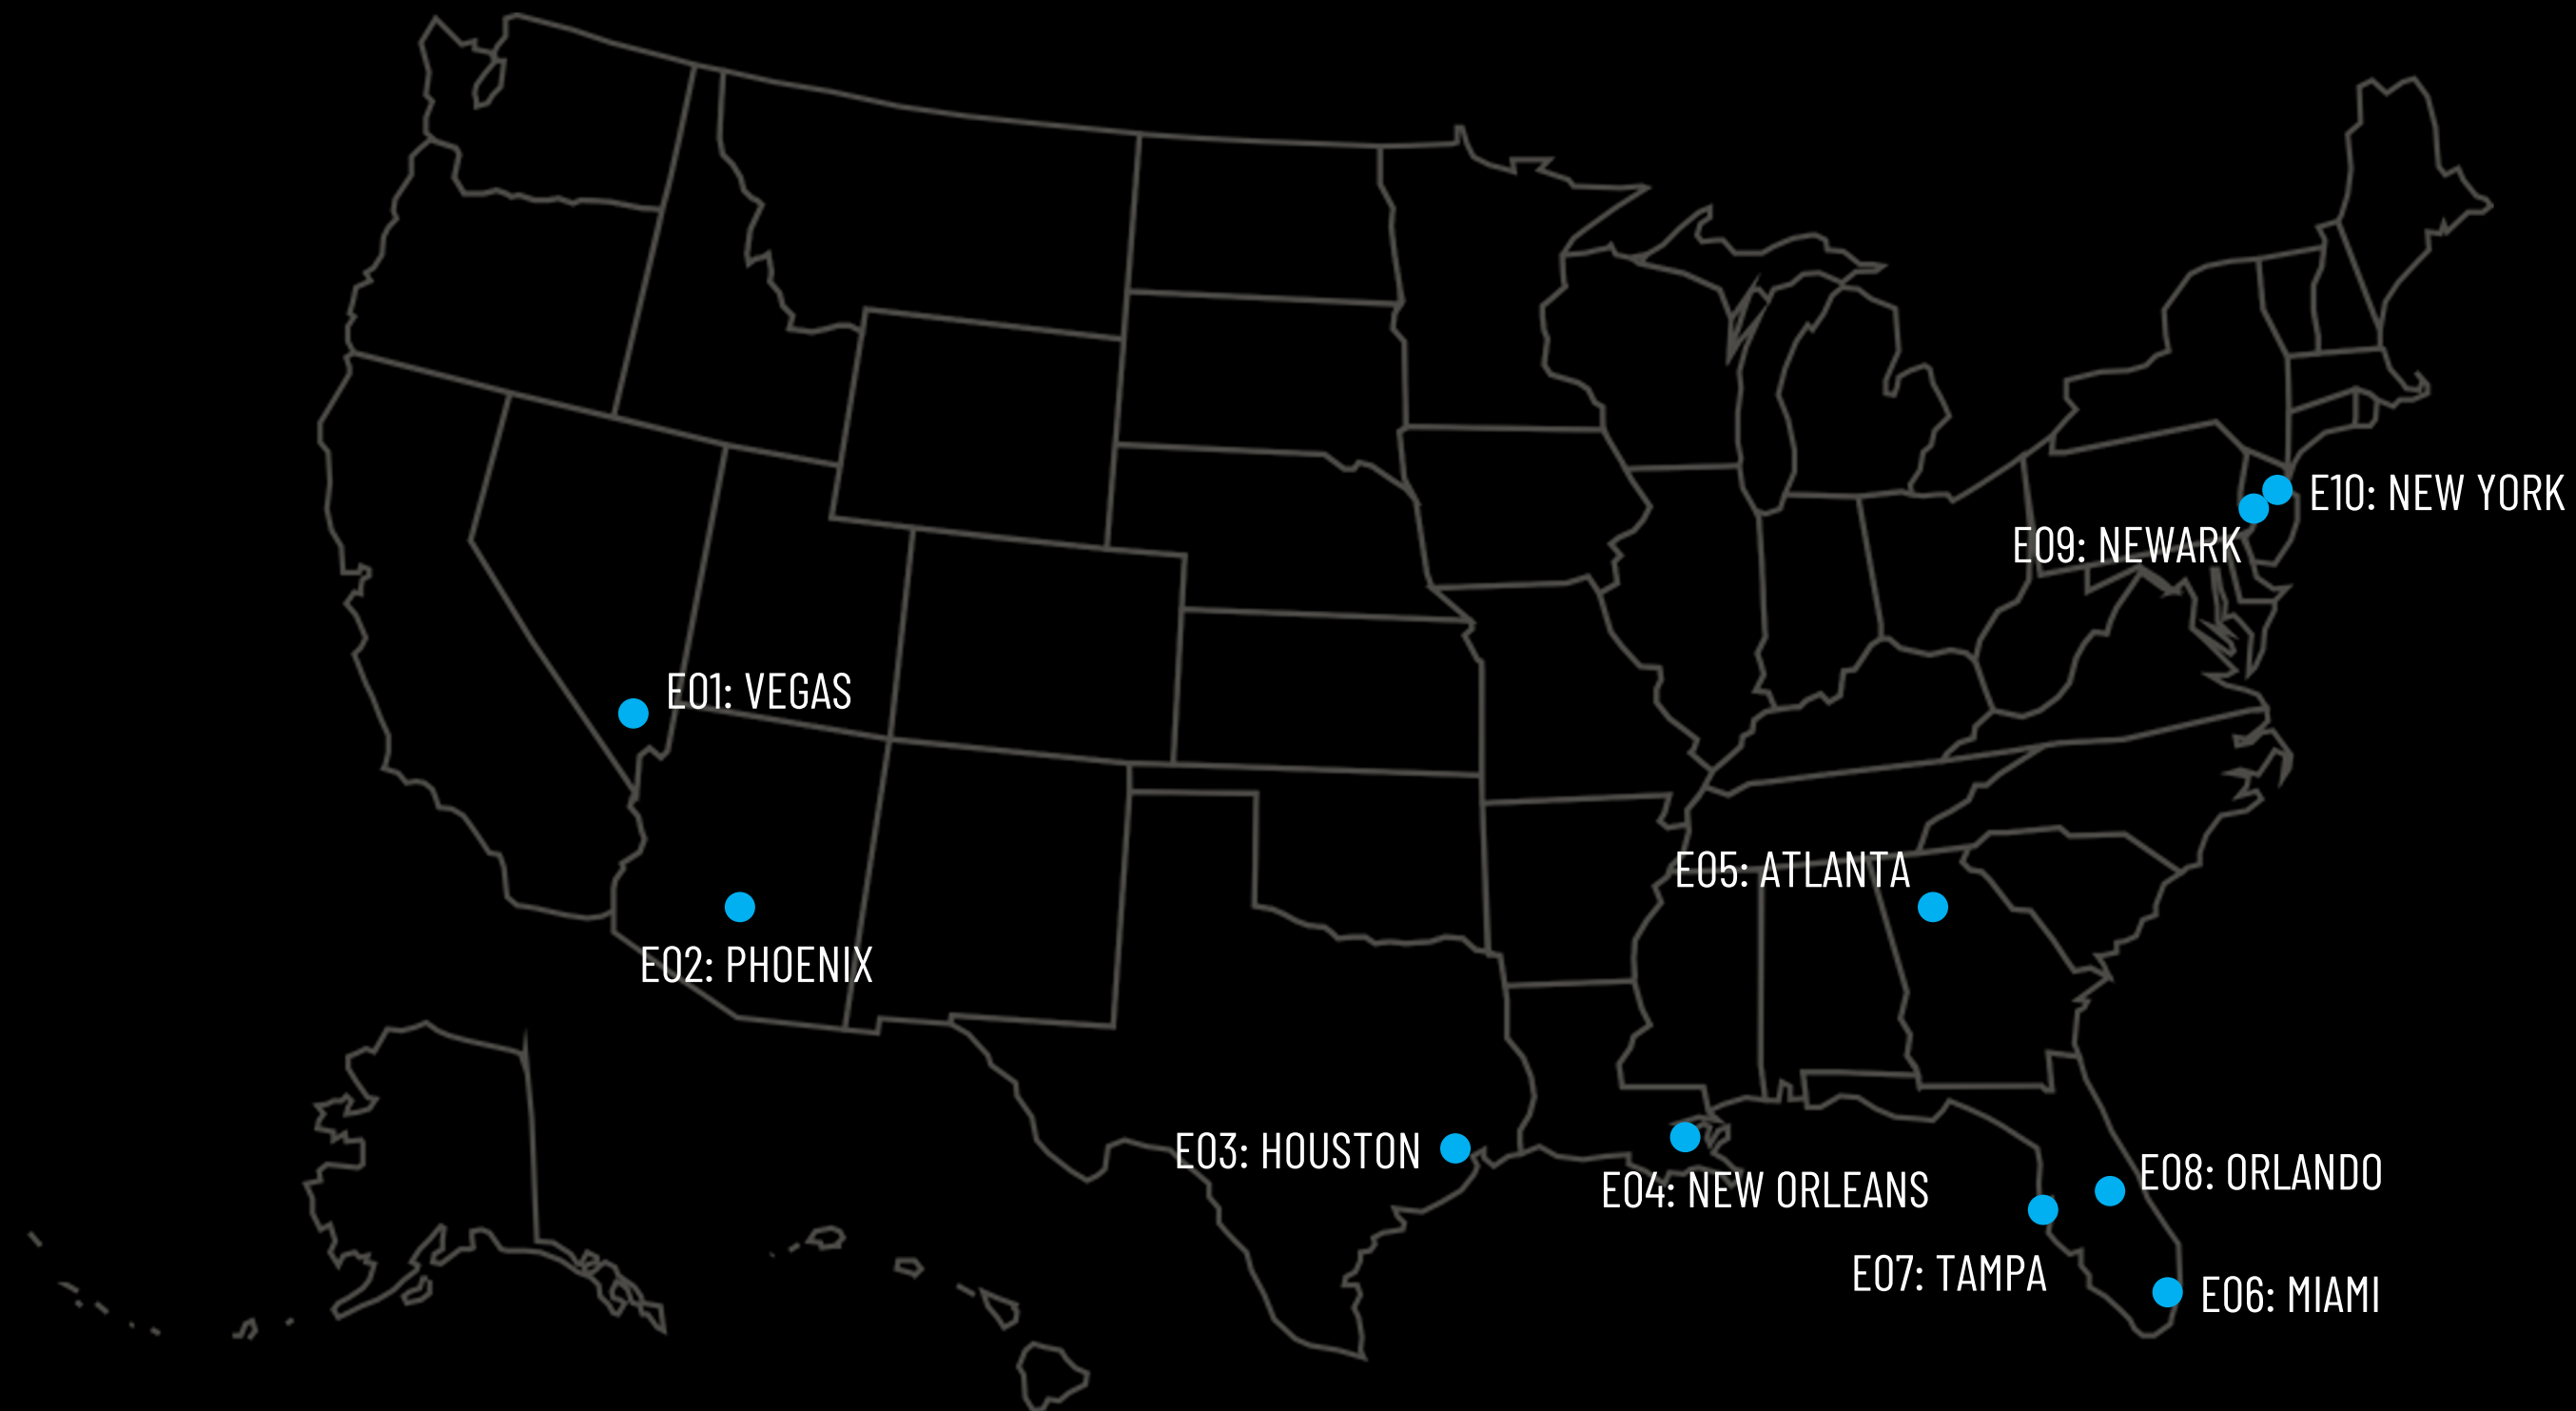 E10: NEW YORK
E09: NEWARK
E01: VEGAS
E05: ATLANTA
E02: PHOENIX
E03: HOUSTON
E04: NEW ORLEANS
E08: ORLANDO
E07: TAMPA
E06: MIAMI